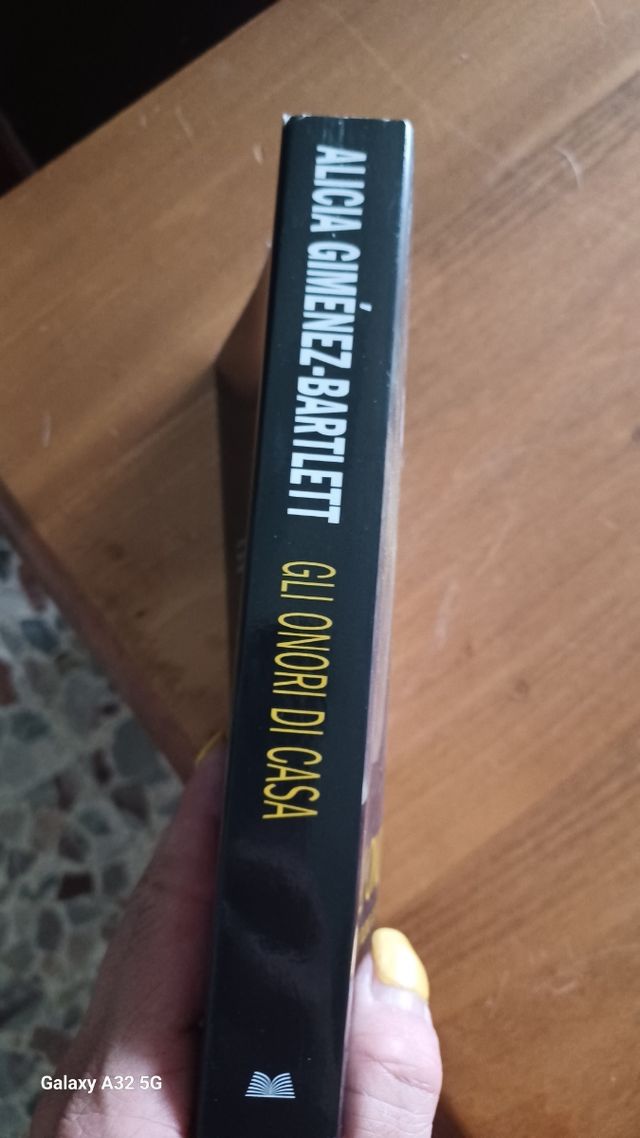 ALICIA GIMÉNEZ-BARTLETT
GLI ONORI DI CASA
Galaxy A32 5G